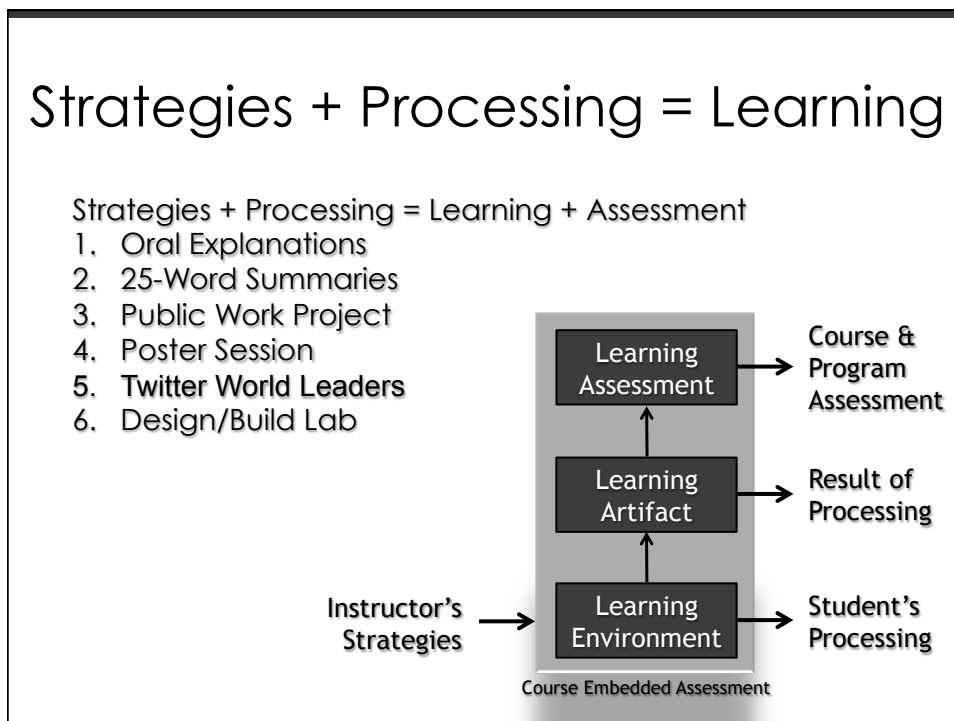 Strategies + Processing = Learning
Strategies + Processing = Learning + Assessment
1. Oral Explanations
2. 25-Word Summaries
3. Public Work Project
4. Poster Session
5. Twitter World Leaders
6. Design/Build Lab
Learning
Assessment
Course &
Program
Assessment
Learning
Artifact
Result of
Processing
Instructor’s
Strategies
Learning
Environment
Student’s
Processing
Course Embedded Assessment